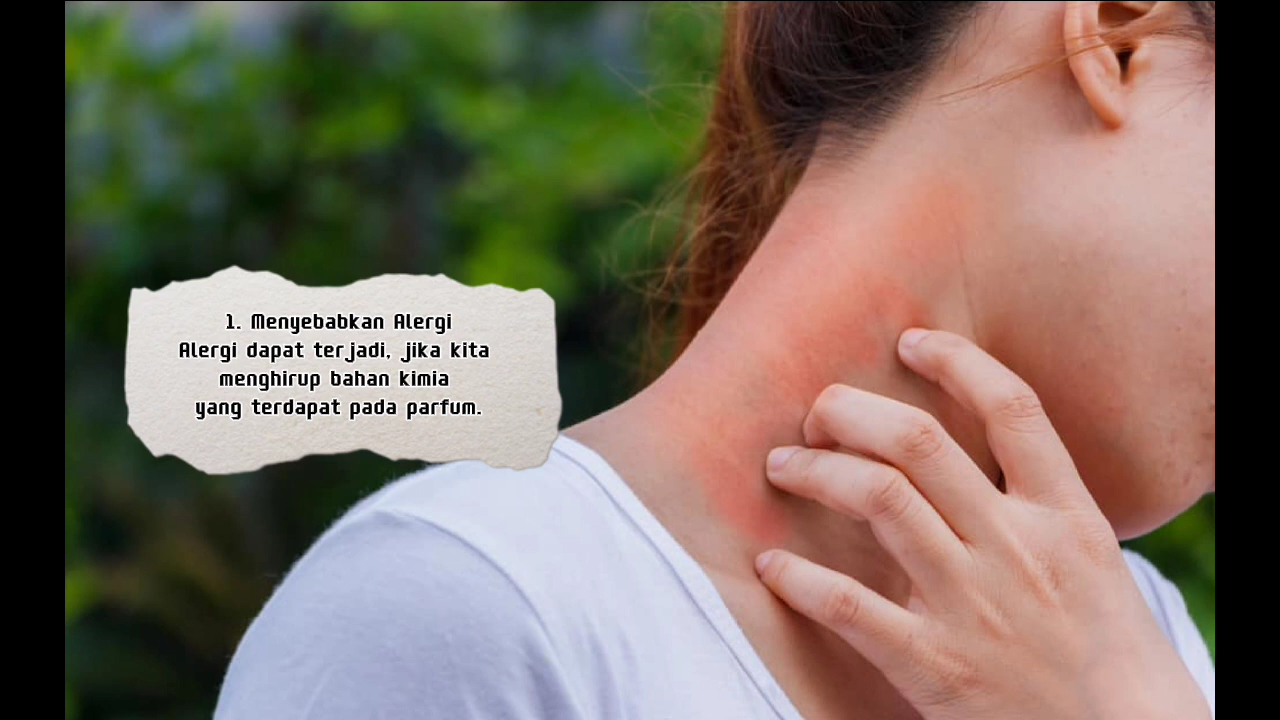 1. Menyebabkan Alergi
Alergi dapat terjadi, jika kita
menghirup bahan kimia
yang terdapat pada parfum.